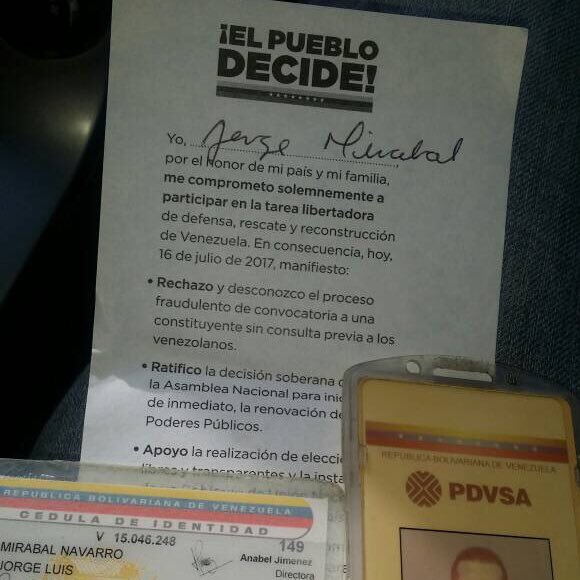 ¡EL PUEBLO
DECIDE!
Yo, Jorge Mirabal,
por el honor de mi país y mi familia,
me comprometo solemnemente a
participar en la tarea libertadora
de defensa, rescate y reconstrucción
de Venezuela. En consecuencia, hoy,
16 de julio de 2017, manifiesto:
• Rechazo y desconozco el proceso
fraudulento de convocatoria a una
constituyente sin consulta previa a los
venezolanos.
• Ratifico la decisión soberana
la Asamblea Nacional para ini
de inmediato, la renovación de
Poderes Públicos.
• Apoyo la realización de elecci
libres y transparentes y la insta
REPUBLICA BOLIVARIANA DE VENEZUELA
CEDULA DE IDENTIDAD
V 15.046.248
149
MIRABAL NAVARRO
JORGE LUIS
Anabel Jimenez
Directora
REPUBLICA BOLIVARIANA DE VENEZUELA
PDVSA